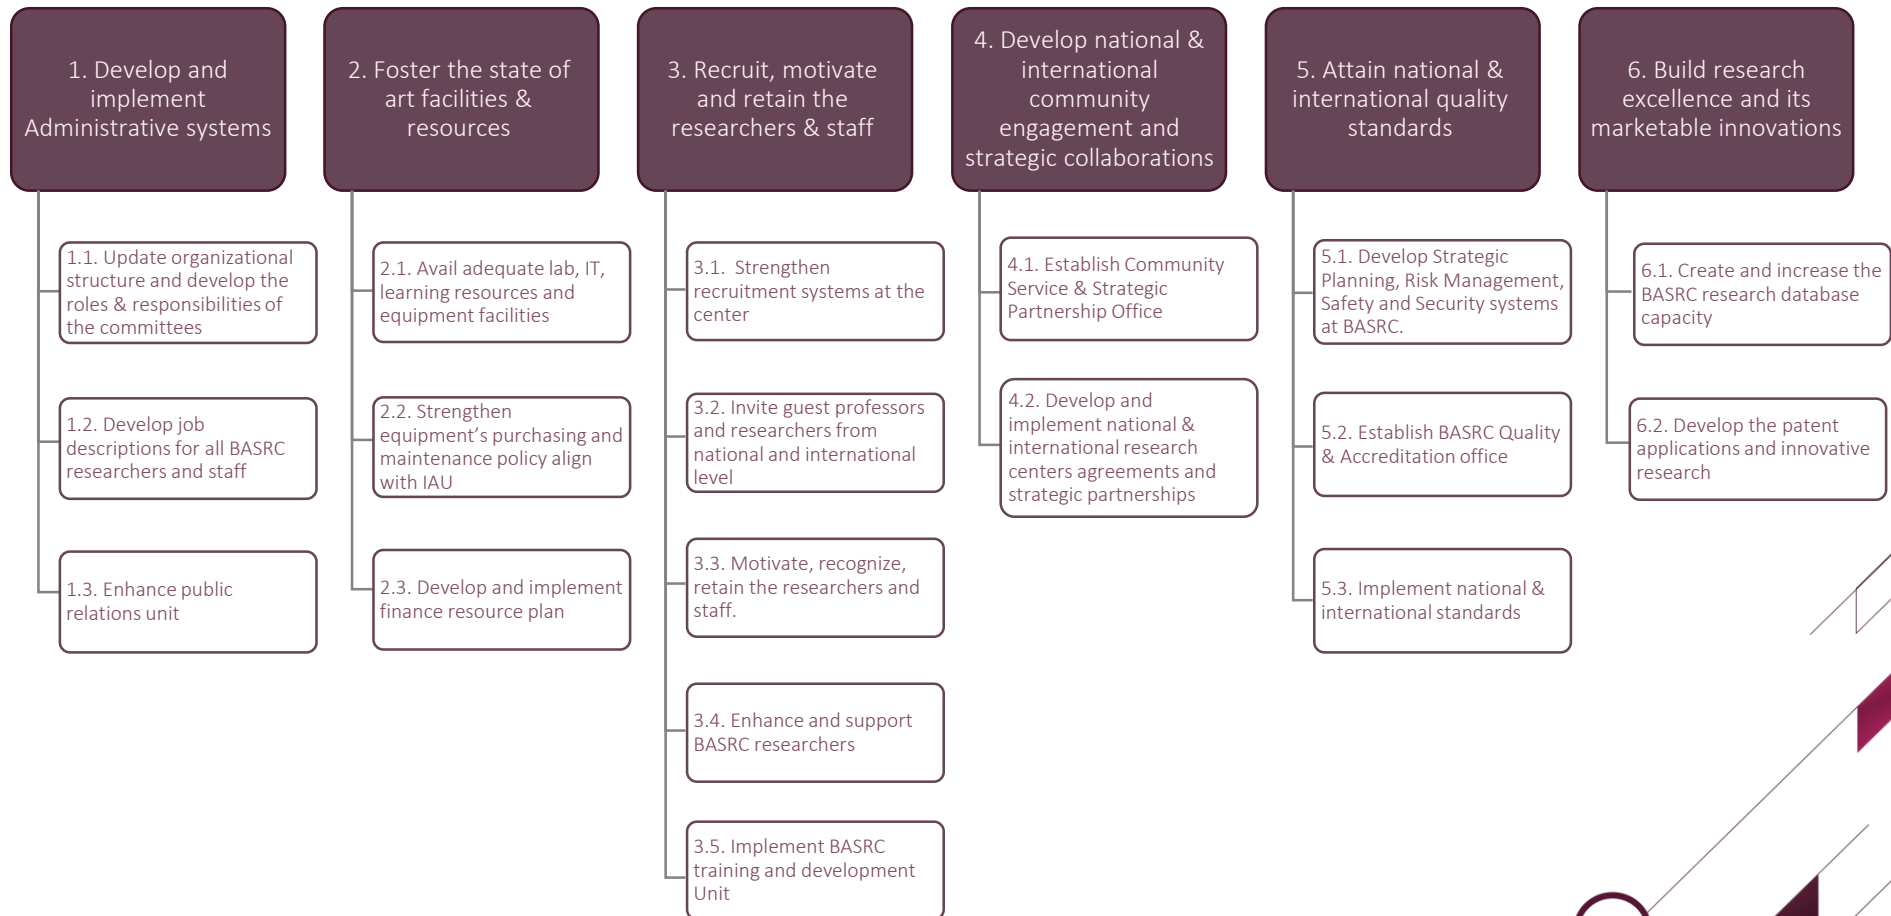 1. Develop and
implement
Administrative systems
1.1. Update organizational
structure and develop the
roles & responsibilities of
the committees
1.2. Develop job
descriptions for all BASRC
researchers and staff
1.3. Enhance public
relations unit
2. Foster the state of
art facilities &
resources
2.1. Avail adequate lab, IT,
learning resources and
equipment facilities
2.2. Strengthen
equipment’s purchasing and
maintenance policy align
with IAU
2.3. Develop and implement
finance resource plan
3. Recruit, motivate
and retain the
researchers & staff
3.1. Strengthen
recruitment systems at the
center
3.2. Invite guest professors
and researchers from
national and international
level
3.3. Motivate, recognize,
retain the researchers and
staff.
3.4. Enhance and support
BASRC researchers
3.5. Implement BASRC
training and development
Unit
4. Develop national &
international
community
engagement and
strategic collaborations
4.1. Establish Community
Service & Strategic
Partnership Office
4.2. Develop and
implement national &
international research
centers agreements and
strategic partnerships
5. Attain national &
international quality
standards
5.1. Develop Strategic
Planning, Risk Management,
Safety and Security systems
at BASRC.
5.2. Establish BASRC Quality
& Accreditation office
5.3. Implement national &
international standards
6. Build research
excellence and its
marketable innovations
6.1. Create and increase the
BASRC research database
capacity
6.2. Develop the patent
applications and innovative
research